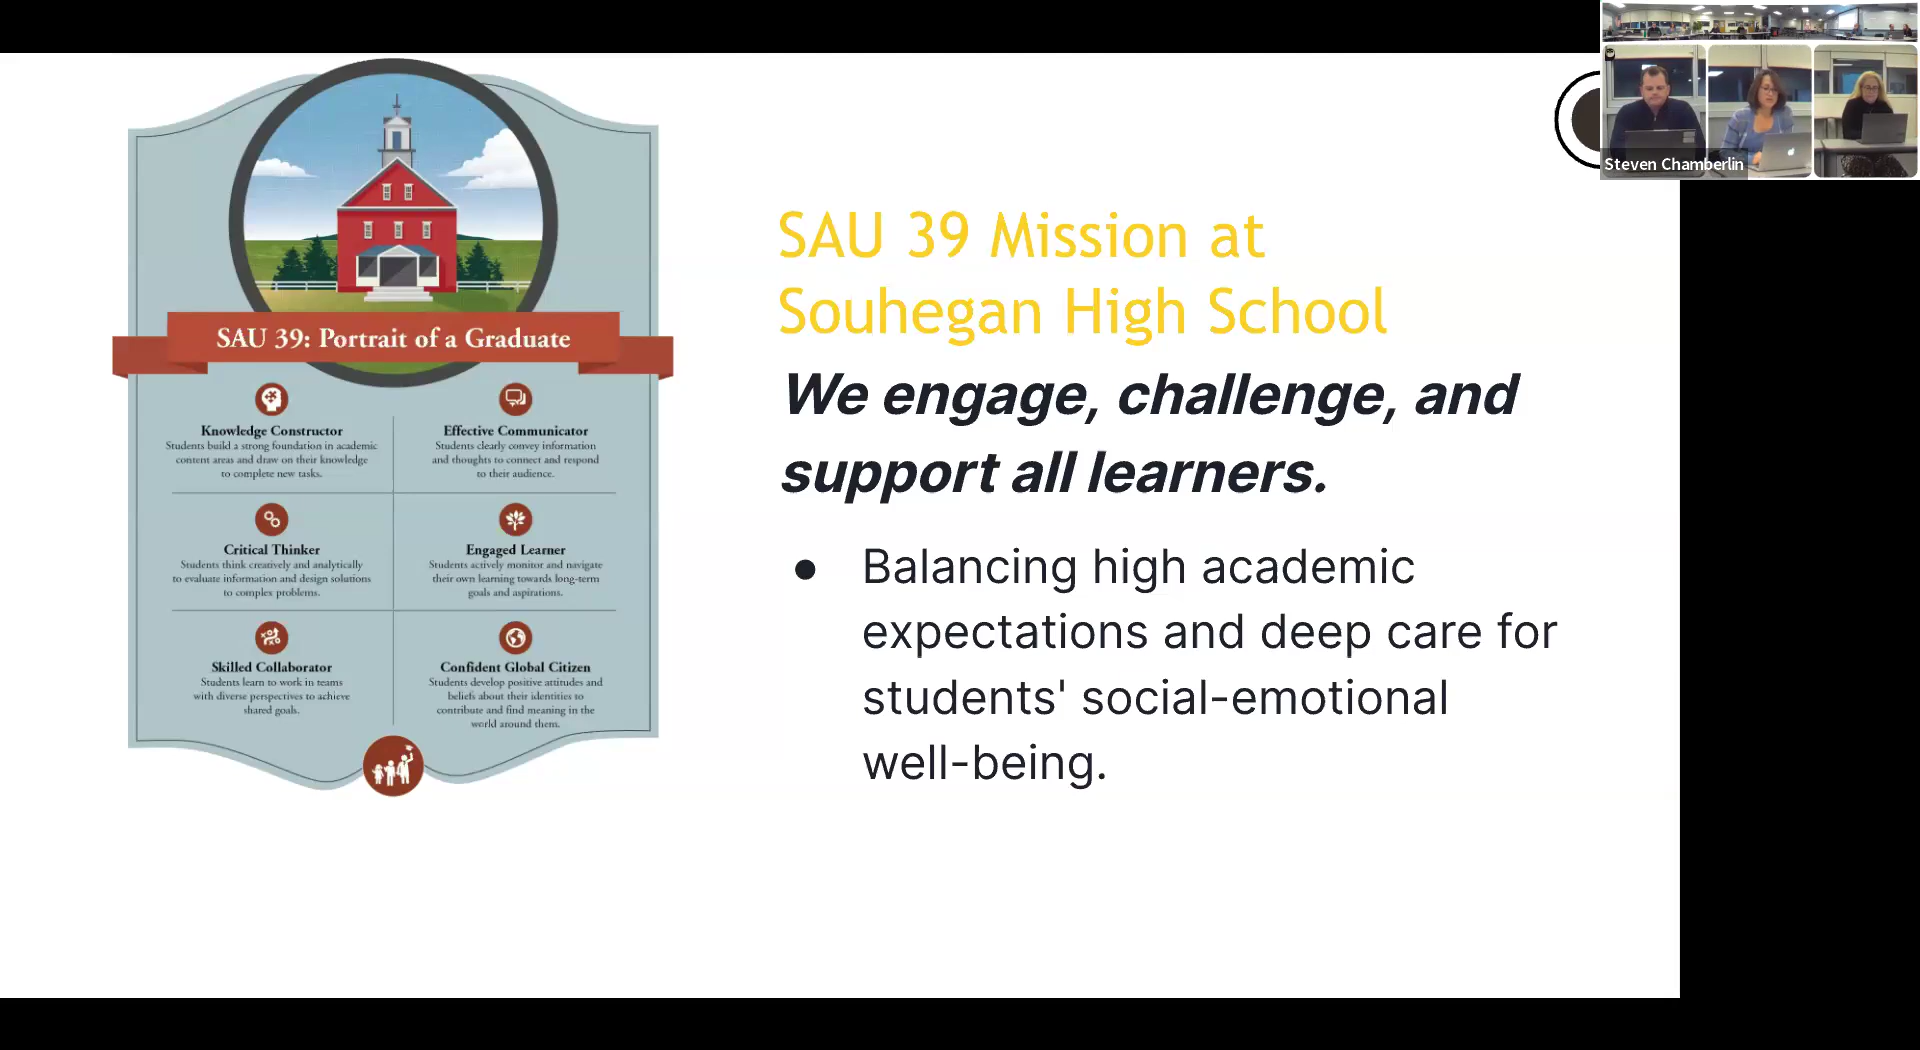 SAU 39: Portrait of a Graduate
Knowledge Constructor
Students build a strong foundation in academic
content areas and draw on their knowledge
to complete new tasks.
Effective Communicator
Students clearly convey information
and thoughts to connect and respond
to their audience.
Critical Thinker
Students think creatively and analytically
to evaluate information and design solutions
to complex problems.
Engaged Learner
Students actively monitor and navigate
their own learning towards long-term
goals and aspirations.
Skilled Collaborator
Students learn to work in teams
with diverse perspectives to achieve
shared goals.
Confident Global Citizen
Students develop positive attitudes and
beliefs about their identities to
contribute and find meaning in the
world around them.
SAU 39 Mission at
Souhegan High School
We engage, challenge, and
support all learners.
● Balancing high academic
expectations and deep care for
students' social-emotional
well-being.
Steven Chamberlin